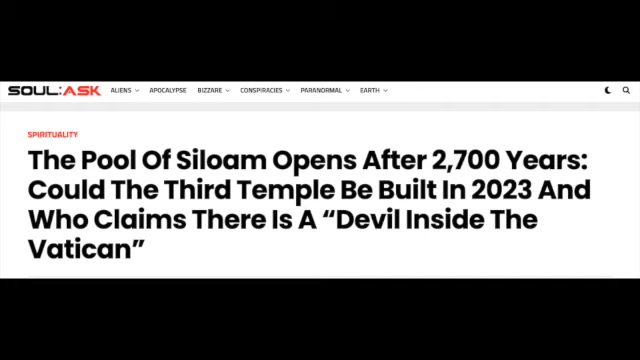 SOUL:ASK ALIENS APOCALYPSE BIZZARE CONSPIRACIES PARANORMAL EARTH
SPIRITUALITY
The Pool Of Siloam Opens After 2,700 Years:
Could The Third Temple Be Built In 2023 And
Who Claims There Is A “Devil Inside The
Vatican”